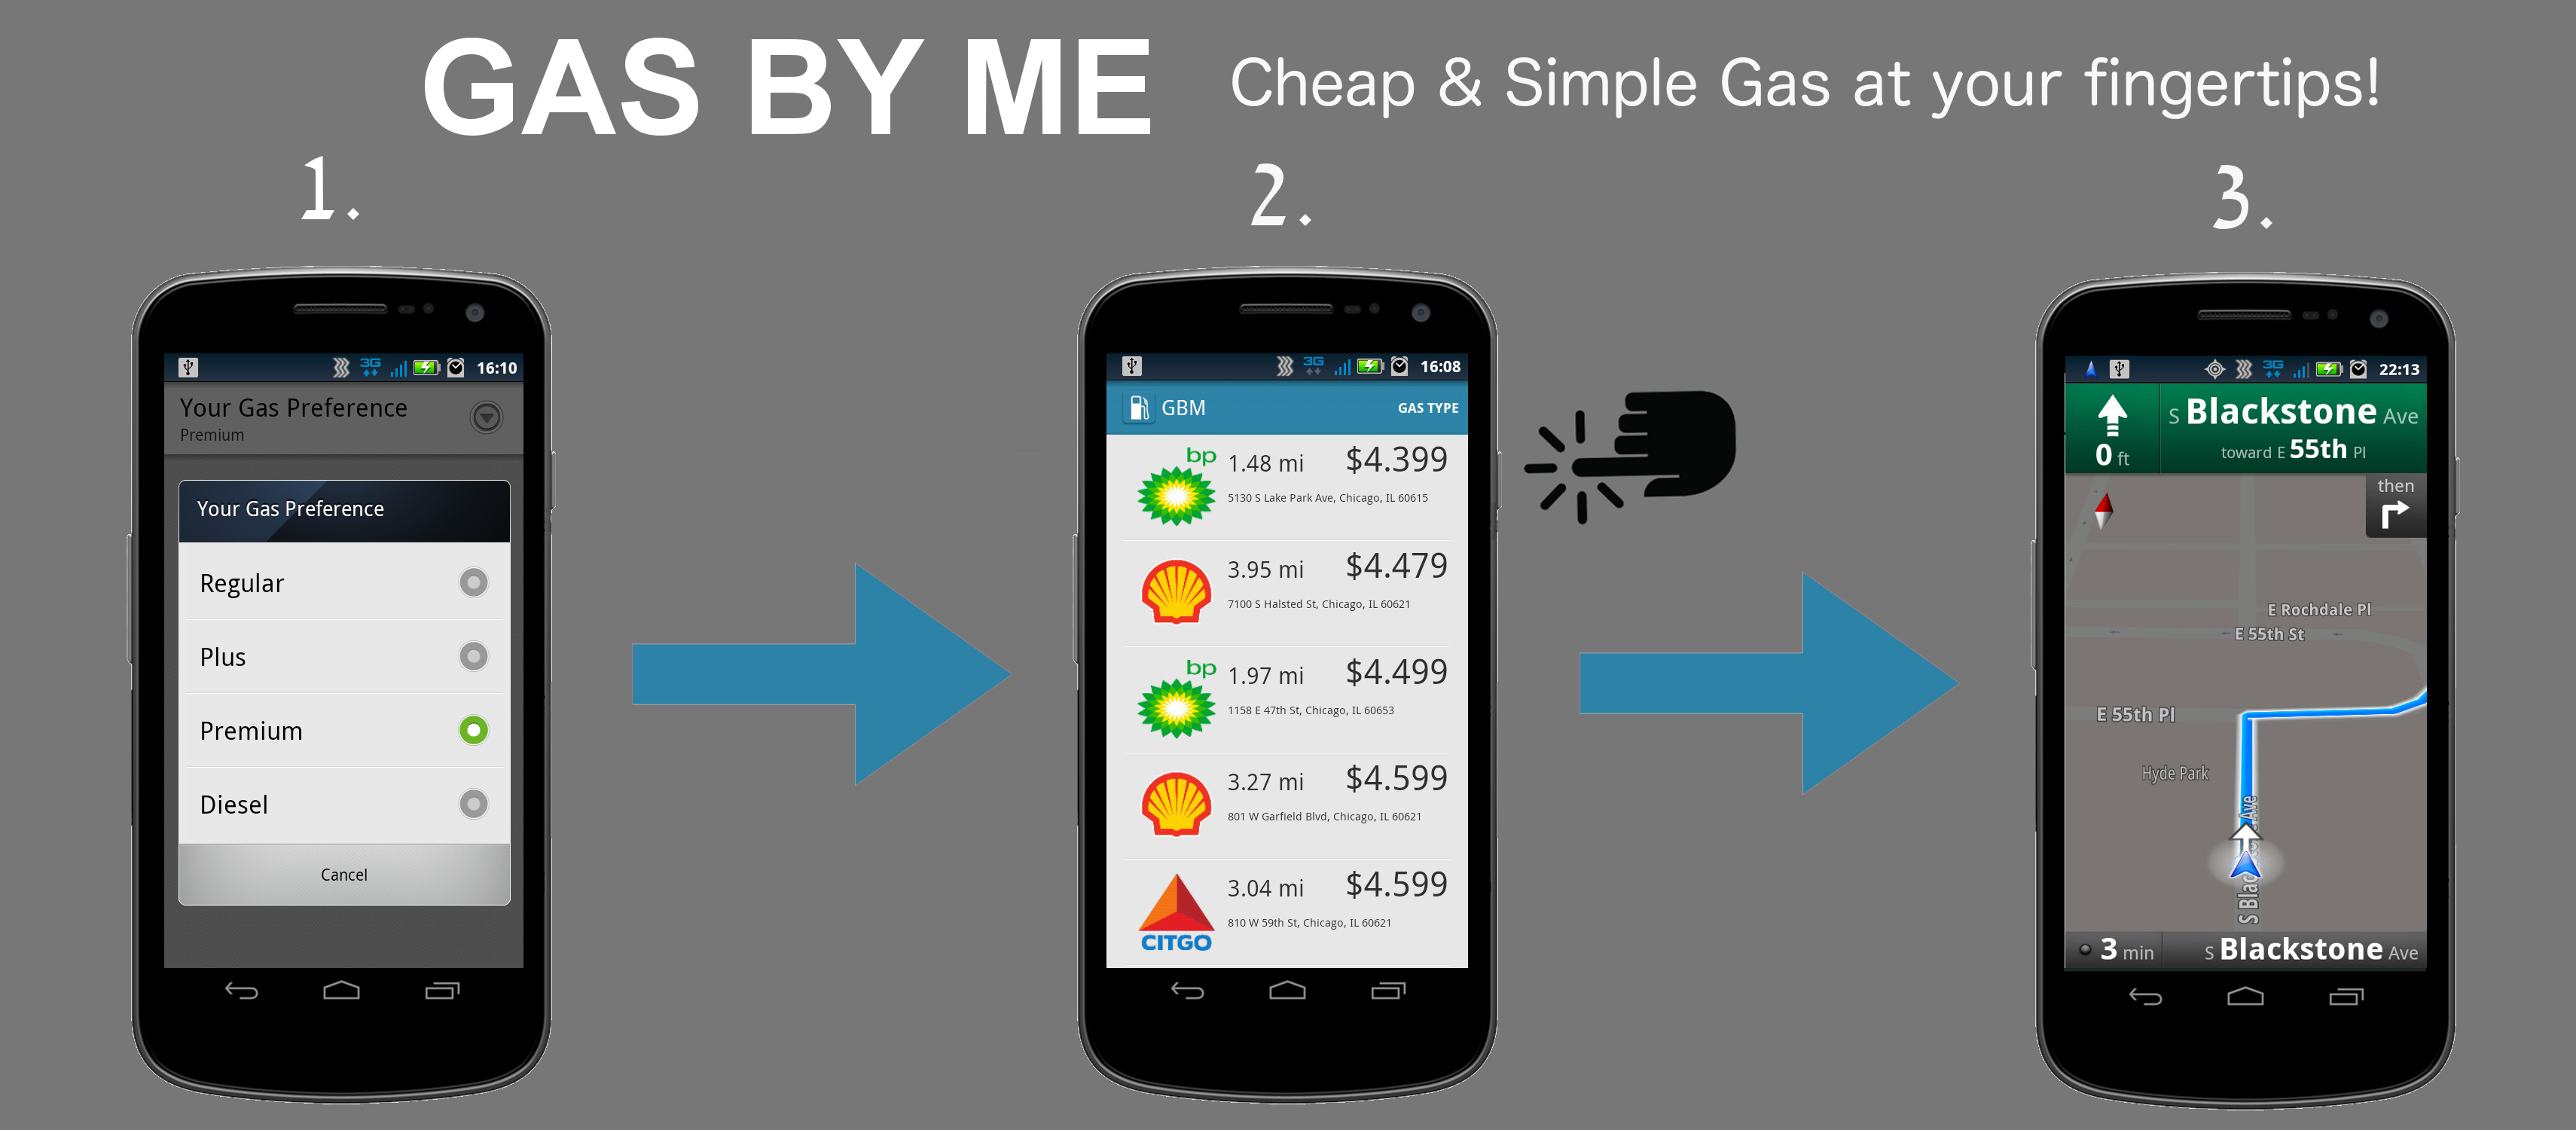 GAS BY ME
Cheap & Simple Gas at your fingertips!
1.
2.
3.
3G
16:10
Your Gas Preference
Premium
Your Gas Preference
Regular
Plus
Premium
Diesel
Cancel
3G
16:08
GBM
GAS TYPE
bp
1.48 mi
$4.399
5130 S Lake Park Ave, Chicago, IL 60615
3.95 mi
$4.479
7100 S Halsted St, Chicago, IL 60621
bp
1.97 mi
$4.499
1158 E 47th St, Chicago, IL 60653
3.27 mi
$4.599
801 W Garfield Blvd, Chicago, IL 60621
3.04 mi
$4.599
810 W 59th St, Chicago, IL 60621
CITGO
3G
22:13
S Blackstone Ave
0 ft
toward E 55th Pl
then
E Rochdale Pl
E 55th St
E 55th Pl
Hyde Park
Ave
S Blac
3 min
S Blackstone Ave